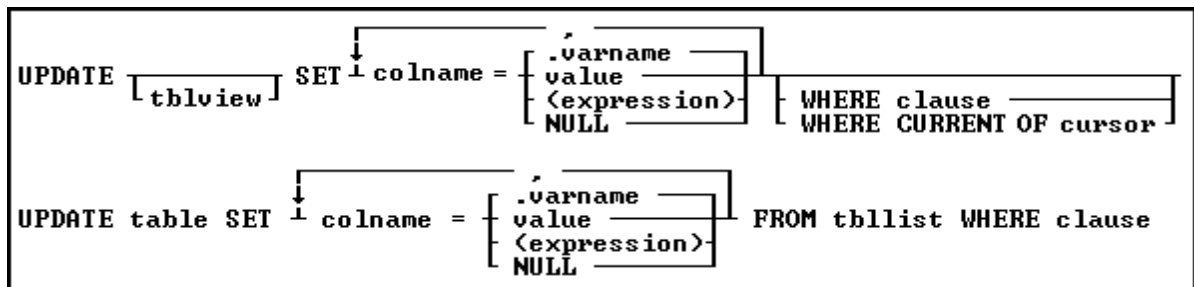 ,
.varname
UPDATE SET colname = value
tblview (expression) WHERE clause
NULL WHERE CURRENT OF cursor
,
.varname
UPDATE table SET colname = value FROM tbllist WHERE clause
(expression)
NULL